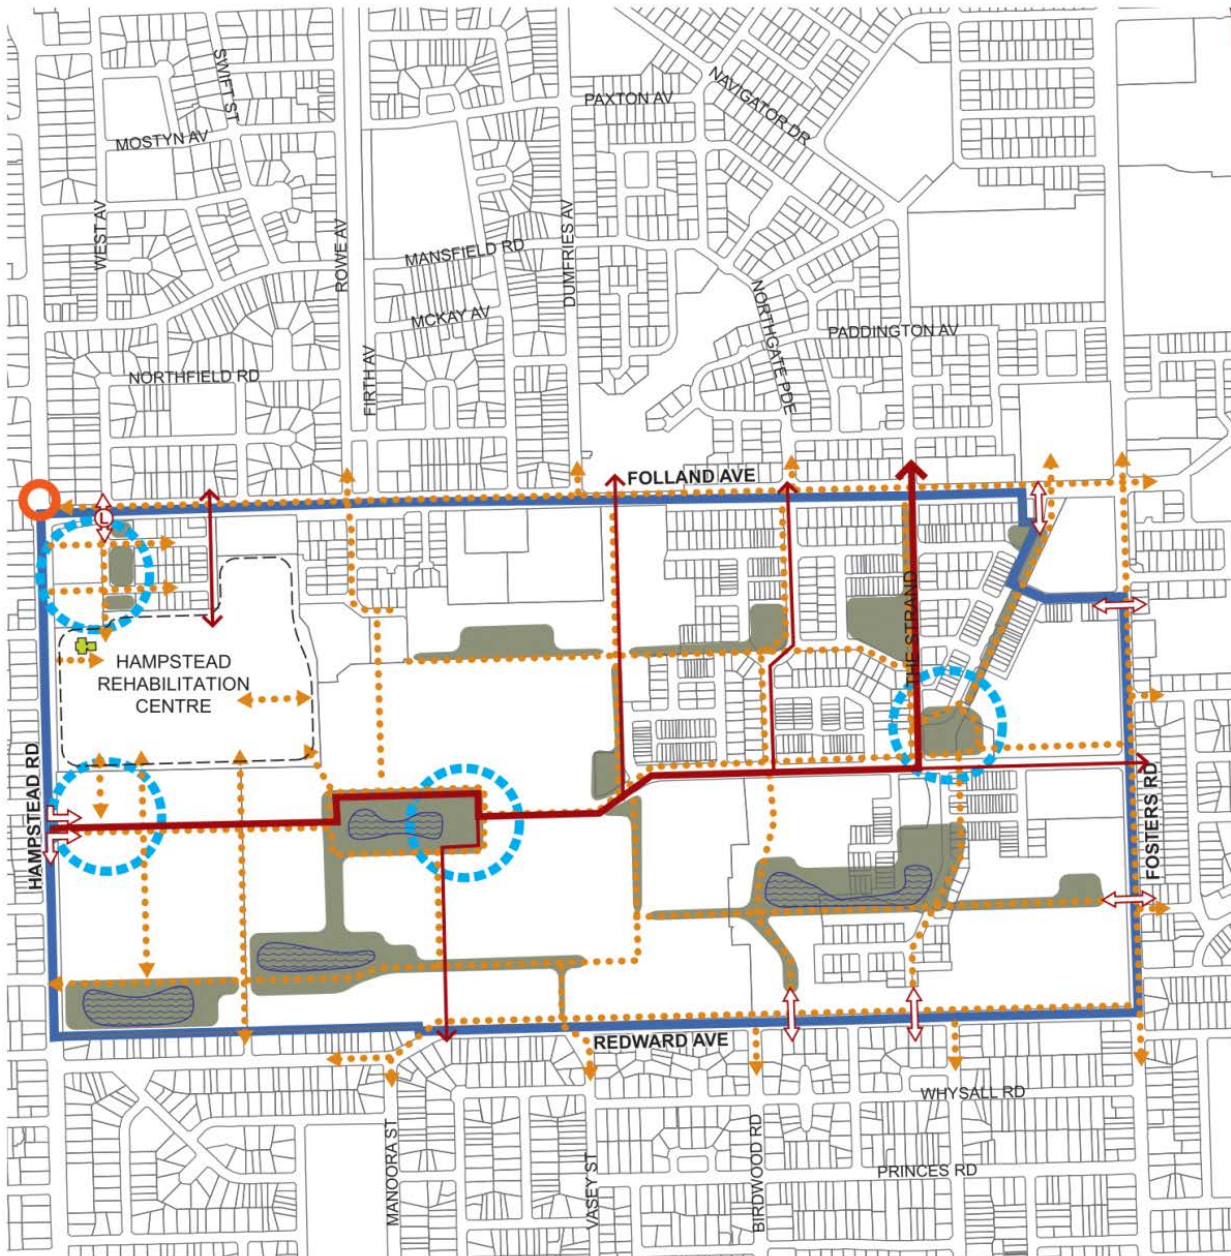 SWIFT ST
PAXTON AV
NAVIGATOR DR
MOSTYN AV
WEST AV
ROWE AV
MANSFIELD RD
DUMFRIES AV
MCKAY AV
NORTHGATE PDE
PADDINGTON AV
NORTHFIELD RD
FIRTH AV
FOLLAND AVE
L
THE STRAND
HAMPSTEAD
REHABILITATION
CENTRE
HAMPSTEAD RD
FOSTERS RD
REDWARD AVE
WHYSALL RD
MANOORA ST
VASEY ST
BIRDWOOD RD
PRINCES RD